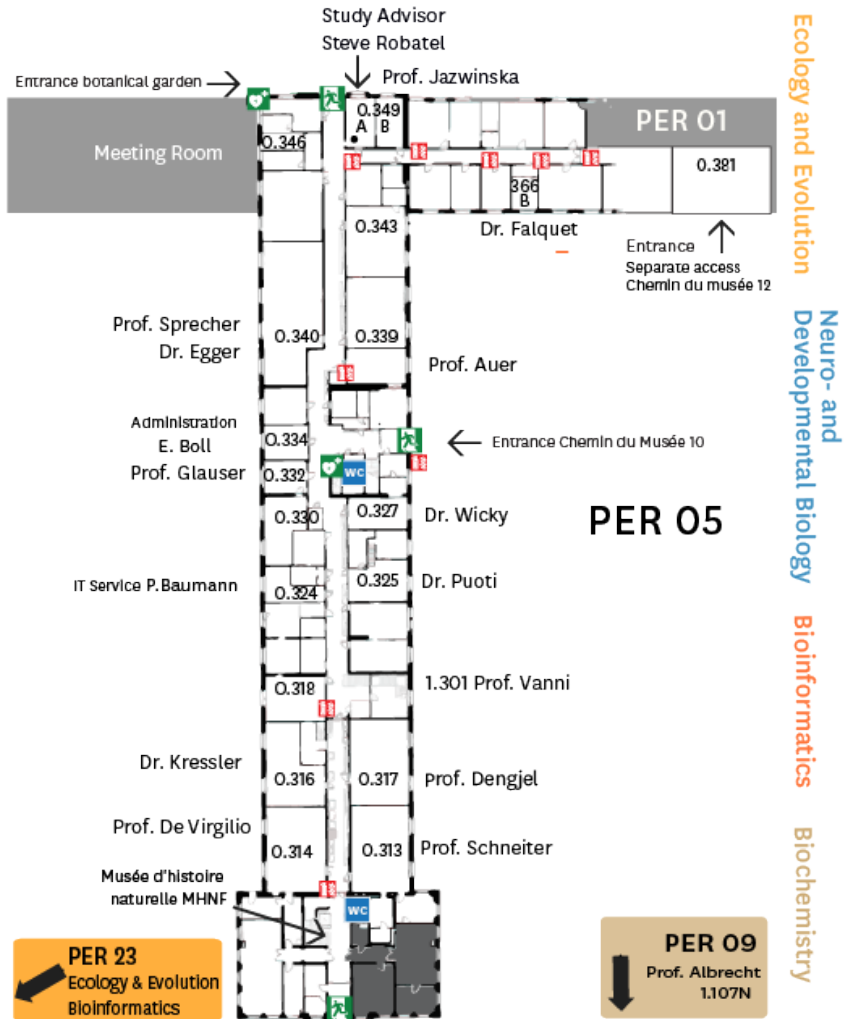 Study Advisor
Steve Robatel
Prof. Jazwinska
Entrance botanical garden
0.349
A B
PER 01
Meeting Room
0.346
0.381
366
B
0.343
Dr. Falquet
Entrance
Separate access
Chemin du musée 12
Prof. Sprecher
Dr. Egger
0.340
0.339
Prof. Auer
Administration
E. Boll
Prof. Glauser
0.334
0.332
WC
Entrance Chemin du Musée 10
0.330
0.327
Dr. Wicky
PER 05
IT Service P.Baumann
0.324
0.325
Dr. Puoti
0.318
1.301 Prof. Vanni
Dr. Kressler
0.316
0.317
Prof. Dengjel
Prof. De Virgilio
0.314
0.313
Prof. Schneiter
Musée d'histoire
naturelle MHNF
WC
PER 23
Ecology & Evolution
Bioinformatics
PER 09
Prof. Albrecht
1.107N
Ecology and Evolution
Neuro- and
Developmental Biology
Bioinformatics
Biochemistry